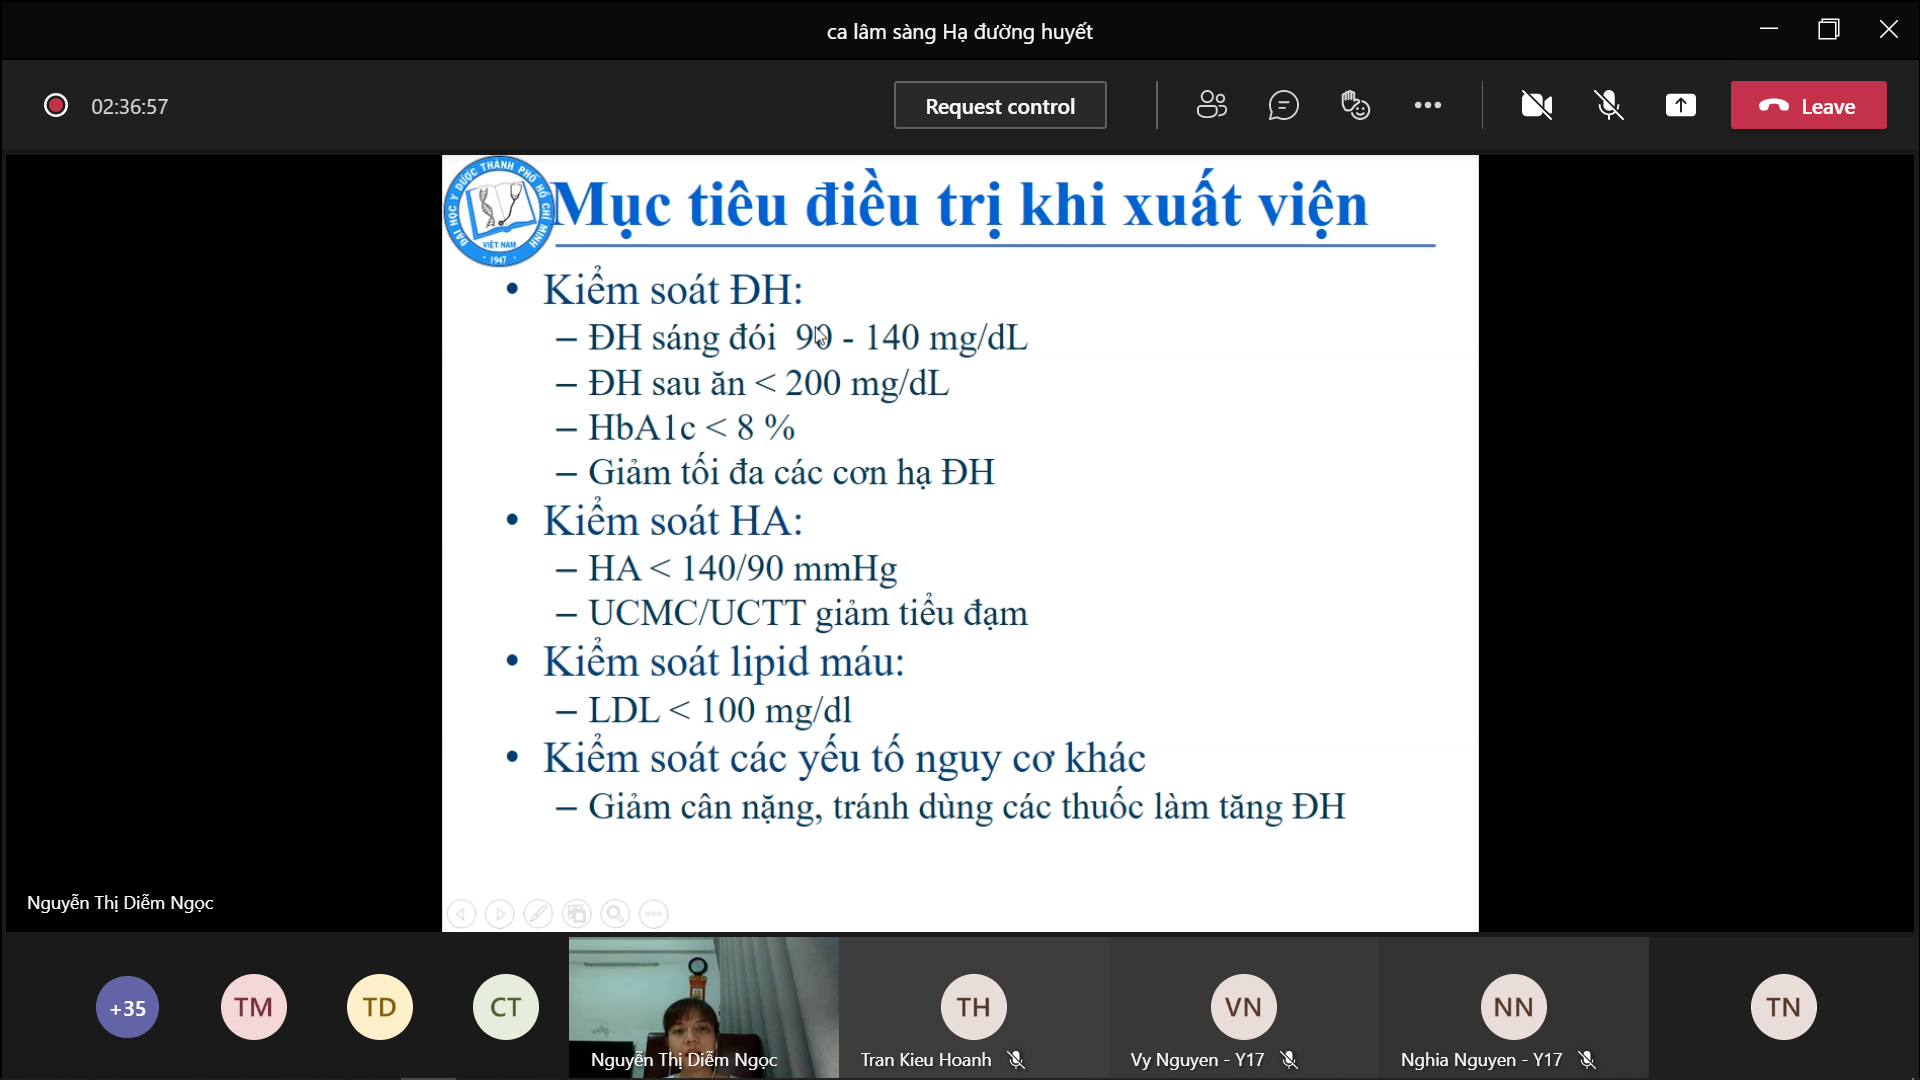 ca lâm sàng Hạ đường huyết
02:36:57
Request control
Leave
ĐẠI HỌC Y DƯỢC THÀNH PHỐ HỒ CHÍ MINH
VIỆT NAM
1947
Mục tiêu điều trị khi xuất viện
• Kiểm soát ĐH:
– ĐH sáng đói 90 - 140 mg/dL
– ĐH sau ăn < 200 mg/dL
– HbA1c < 8 %
– Giảm tối đa các cơn hạ ĐH
• Kiểm soát HA:
– HA < 140/90 mmHg
– UCMC/UCTT giảm tiểu đạm
• Kiểm soát lipid máu:
– LDL < 100 mg/dl
• Kiểm soát các yếu tố nguy cơ khác
– Giảm cân nặng, tránh dùng các thuốc làm tăng ĐH
Nguyễn Thị Diễm Ngọc
+35
TM
TD
CT
Nguyễn Thị Diễm Ngọc
TH
Tran Kieu Hoanh
VN
Vy Nguyen - Y17
NN
Nghia Nguyen - Y17
TN